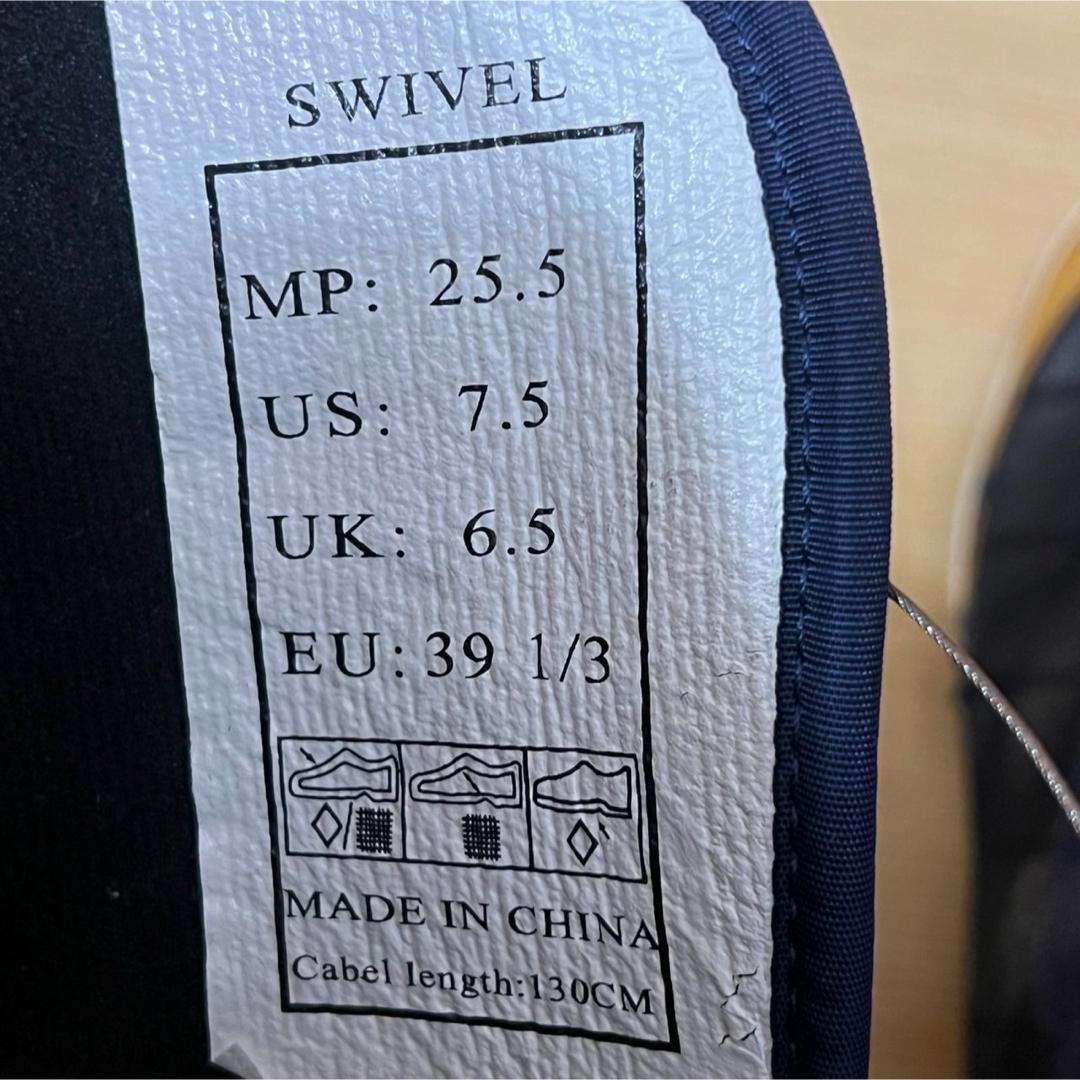 SWIVEL
MP: 25.5
US: 7.5
UK: 6.5
EU: 39 1/3
MADE IN CHINA
Cabel length:130CM